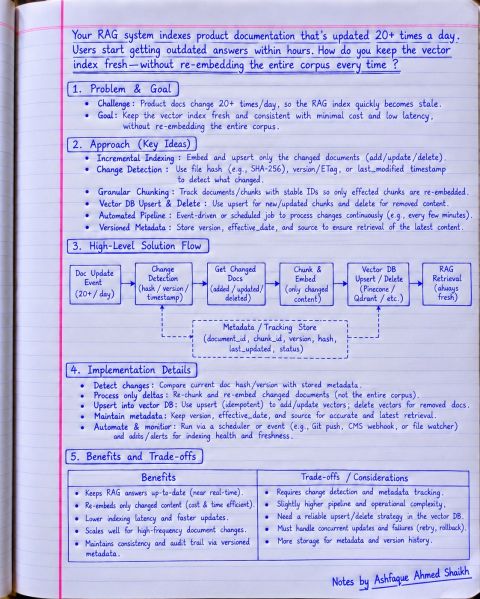 Your RAG system indexes product documentation that's updated 20+ times a day.
Users start getting outdated answers within hours. How do you keep the vector
index fresh—without re-embedding the entire corpus every time ?
1. Problem & Goal
• Challenge: Product docs change 20+ times/day, so the RAG index quickly becomes stale.
• Goal: Keep the vector index fresh and consistent with minimal cost and low latency,
without re-embedding the entire corpus.
2. Approach (Key Ideas)
• Incremental Indexing: Embed and upsert only the changed documents (add/update/delete).
• Change Detection: Use file hash (e.g., SHA-256), version/ETag, or last_modified timestamp
to detect what changed.
• Granular Chunking: Track documents/chunks with stable IDs so only effected chunks are re-embedded.
• Vector DB Upsert & Delete: Use upsert for new/updated chunks and delete for removed content.
• Automated Pipeline: Event-driven or scheduled job to process changes continuously (e.g., every few minutes).
• Versioned Metadata: Store version, effective_date, and source to ensure retrieval of the latest content.
3. High-Level Solution Flow
Doc Update
Event
(20+/day)
Change
Detection
(hash / version /
timestamp)
Get Changed
Docs
(added / updated/
deleted)
Chunk &
Embed
(only changed
content)
Vector DB
Upsert / Delete
(Pinecone /
Qdrant / etc.)
RAG
Retrieval
(always
fresh)
Metadata / Tracking Store
(document_id, chunk_id, version, hash,
last_updated, status)
4. Implementation Details
• Detect changes: Compare current doc hash/version with stored metadata.
• Process only deltas: Re-chunk and re-embed changed documents (not the entire corpus).
• Upsert into vector DB: Use upsert (idempotent) to add/update vectors; delete vectors for removed docs.
• Maintain metadata: Keep version, effective_date, and source for accurate and latest retrieval.
• Automate & monitior: Run via a scheduler or event (e.g., Git push, CMS webhook, or file watcher)
and adits/alerts for indexing health and freshness.
5. Benefits and Trade-offs
Benefits
• Keeps RAG answers up-to-date (near real-time).
• Re-embeds only changed content (cost & time efficient).
• Lower indexing latency and faster updates.
• Scales well for high-frequency document changes.
• Maintains consistency and audit trail via versioned
metadata.
Trade-offs / Considerations
• Requires change detection and metadata tracking.
• Slightly higher pipeline and operational complexity.
• Need a reliable upsert/delete strategy in the vector DB.
• Must handle concurrent updates and failures (retry, rollback).
• More storage for metadata and version history.
Notes by Ashfaque Ahmed Shaikh